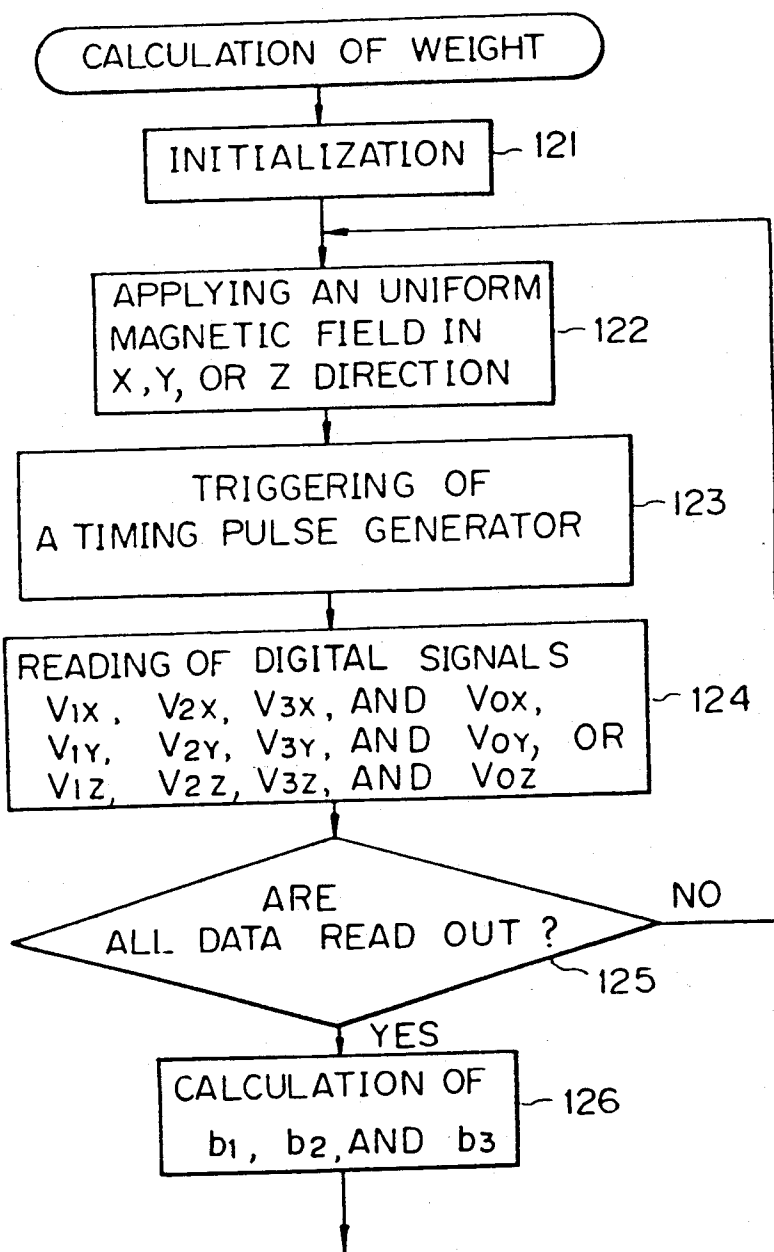 CALCULATION OF WEIGHT
INITIALIZATION
121
APPLYING AN UNIFORM
MAGNETIC FIELD IN
X, Y, OR Z DIRECTION
122
TRIGGERING OF
A TIMING PULSE GENERATOR
123
READING OF DIGITAL SIGNALS
V1X, V2X, V3X, AND V0X,
V1Y, V2Y, V3Y, AND V0Y, OR
V1Z, V2Z, V3Z, AND V0Z
124
ARE
ALL DATA READ OUT ?
NO
125
YES
CALCULATION OF
b1, b2, AND b3
126